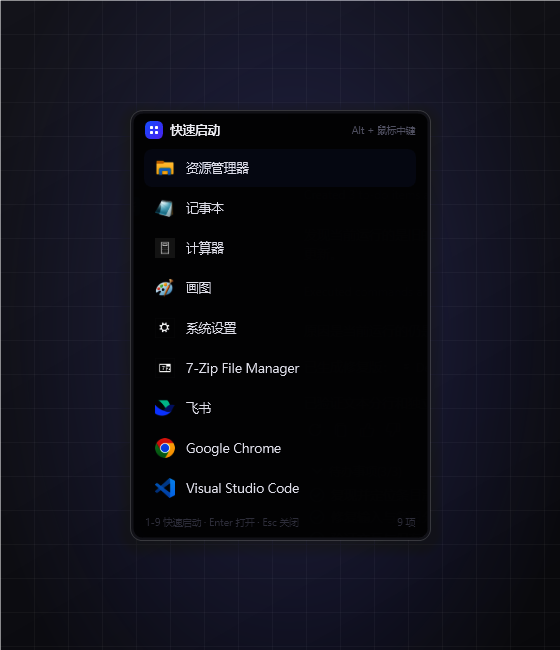 快速启动
Alt + 鼠标中键
资源管理器
记事本
计算器
画图
系统设置
7-Zip File Manager
飞书
Google Chrome
Visual Studio Code
1-9 快速启动 · Enter 打开 · Esc 关闭
9 项